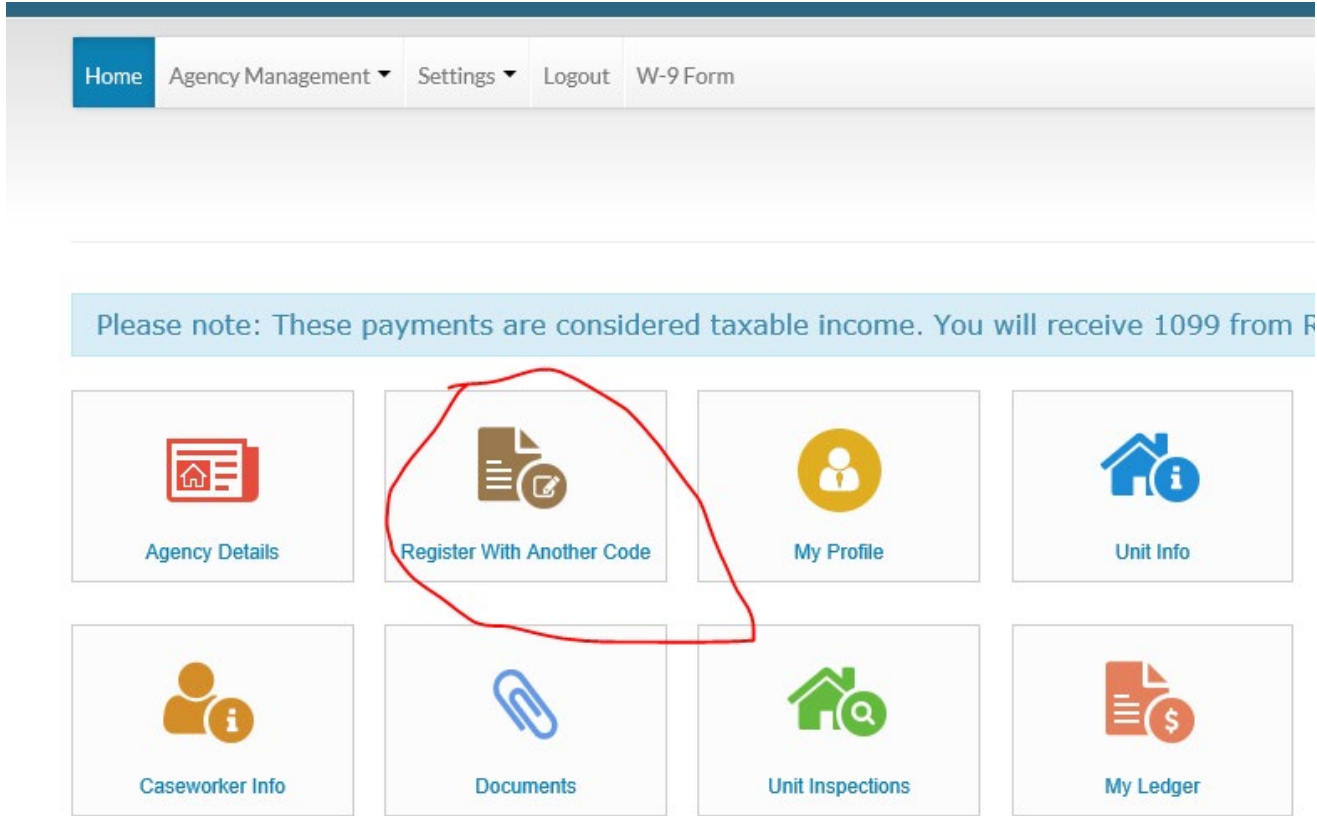 Home Agency Management Settings Logout W-9 Form
Please note: These payments are considered taxable income. You will receive 1099 from
Agency Details Register With Another Code My Profile Unit Info
Caseworker Info Documents Unit Inspections My Ledger